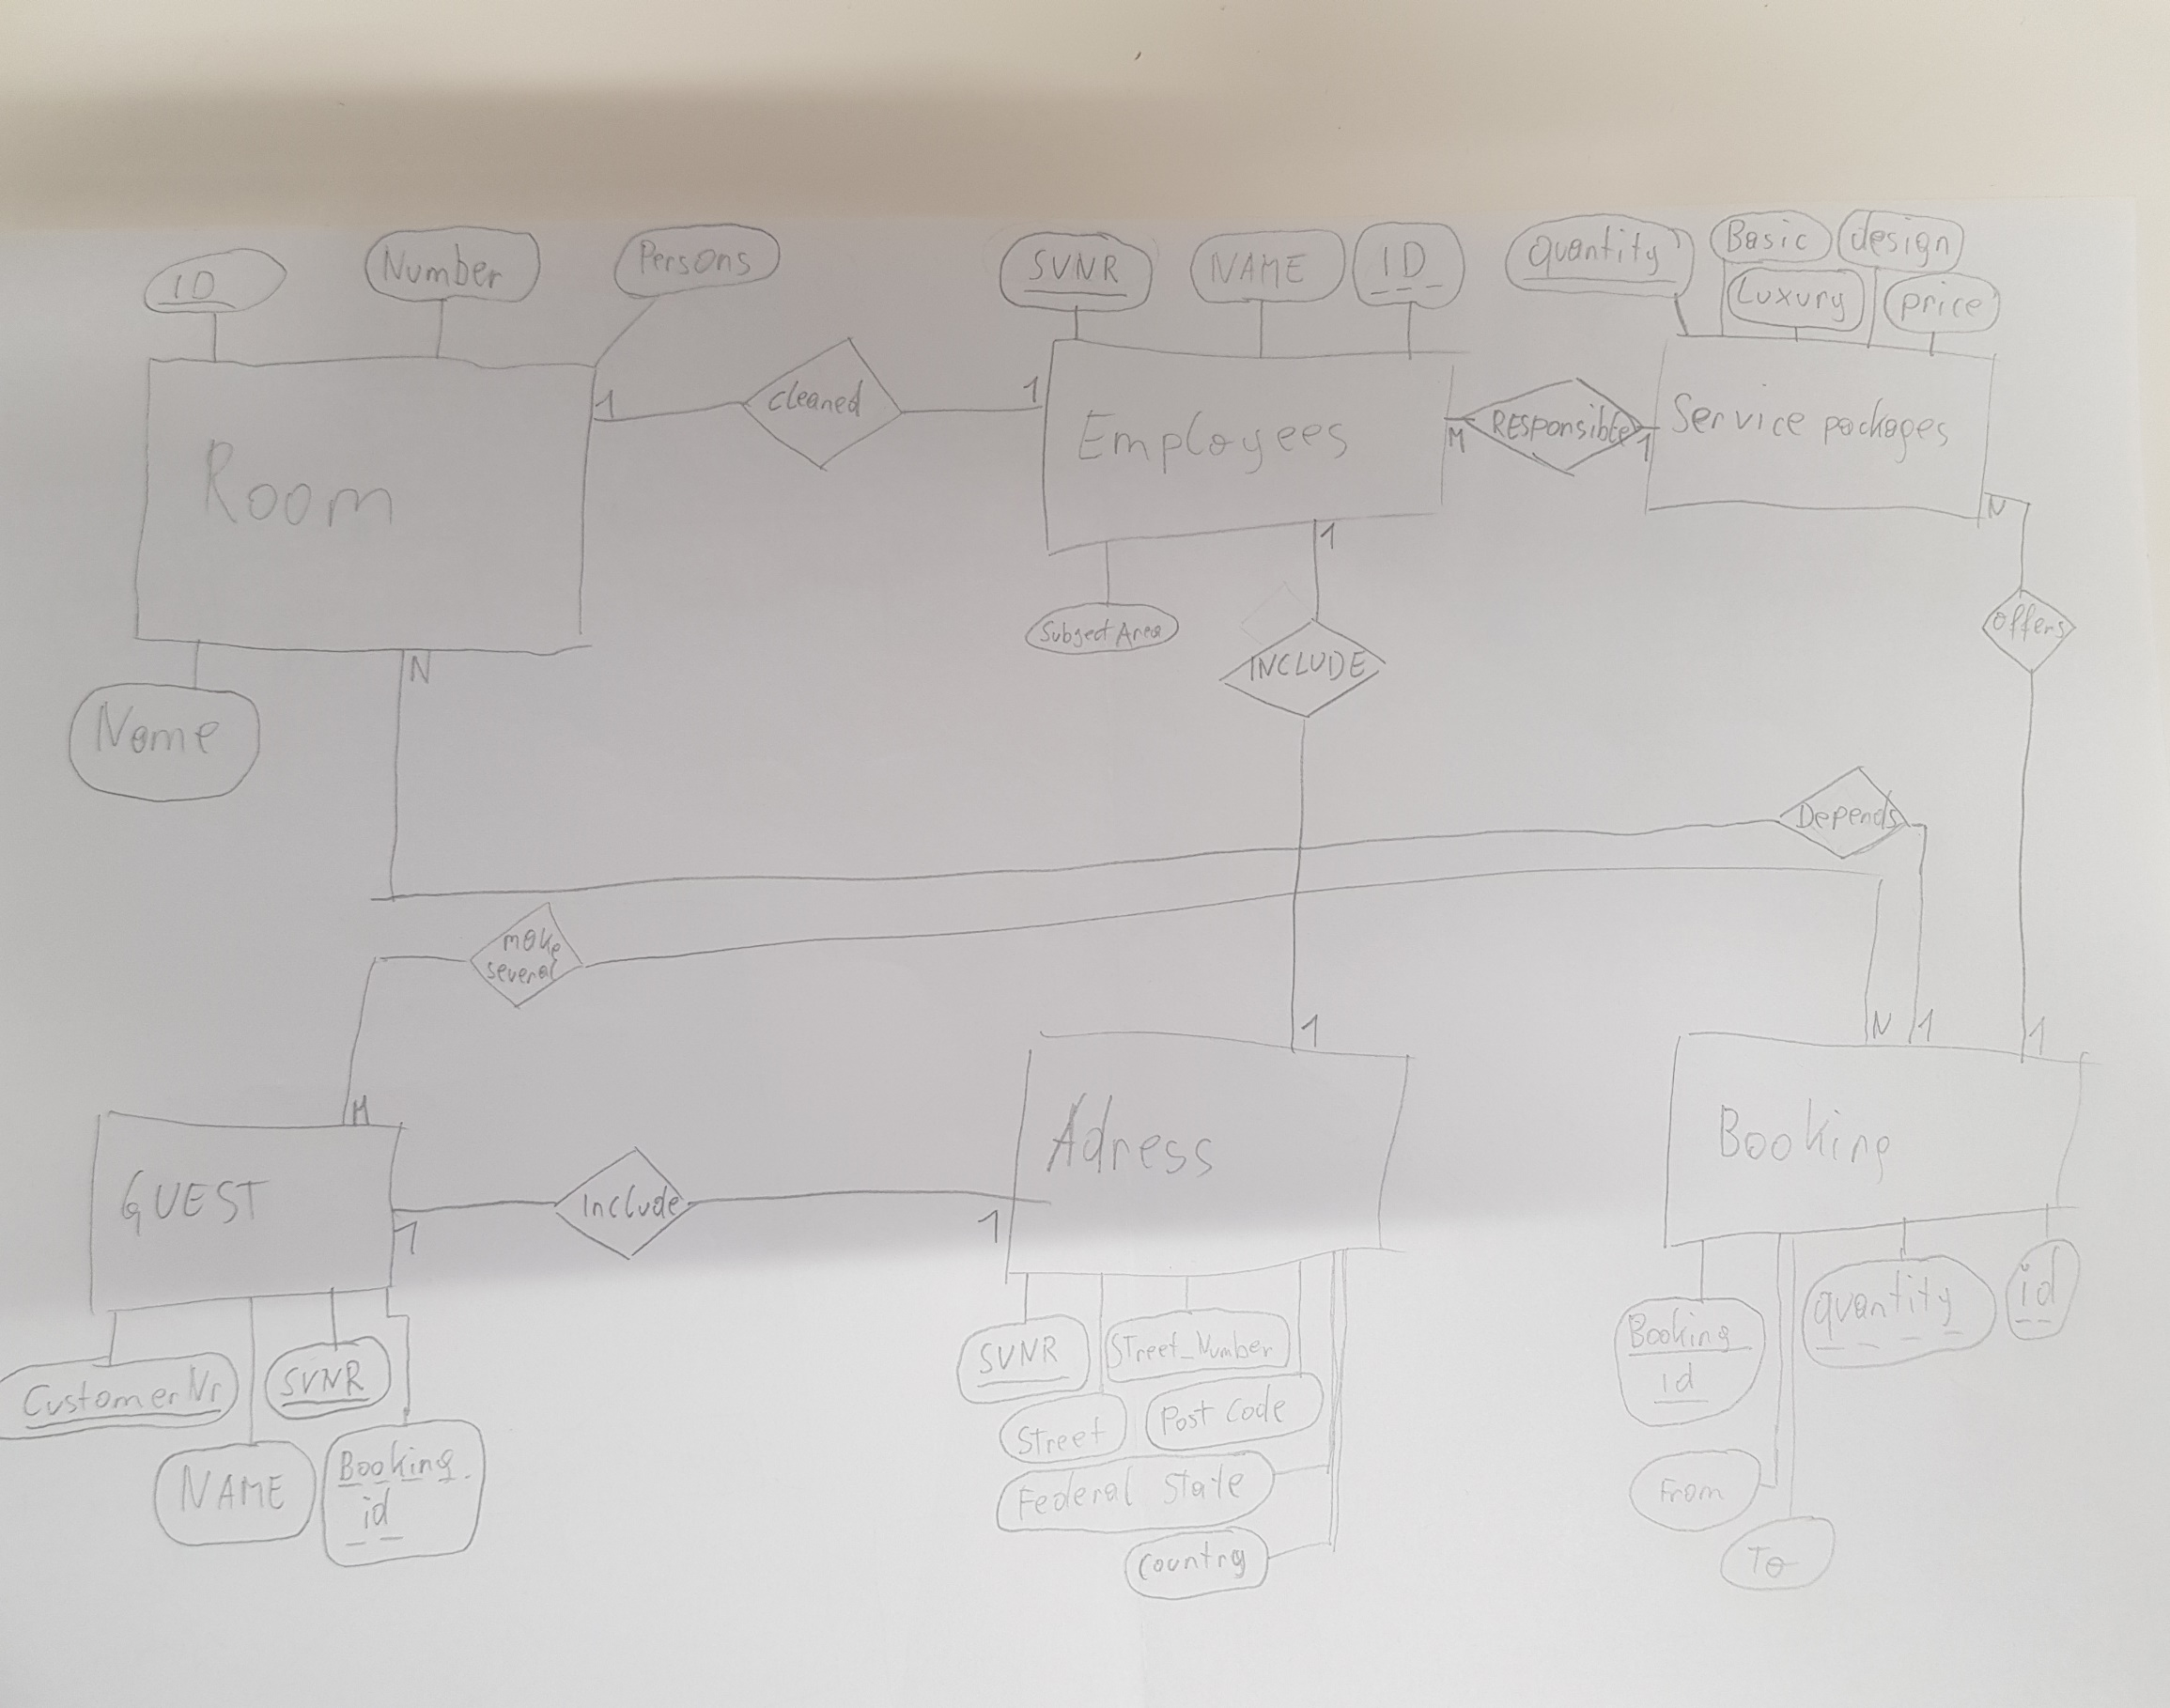 ID
Number
Persons
SVNR
NAME
ID
quantity
Basic
design
Luxury
price
Room
1
cleaned
1
Employees
M
RESponsible
1
Service packages
N
1
Subject Area
INCLUDE
offers
N
Name
Depends
make
several
N
1
1
1
M
GUEST
1
Include
1
Adress
Booking
CustomerNr
SVNR
NAME
Booking
id
SVNR
Street_Number
Street
Post Code
Federal State
Country
Booking
id
quantity
id
From
To